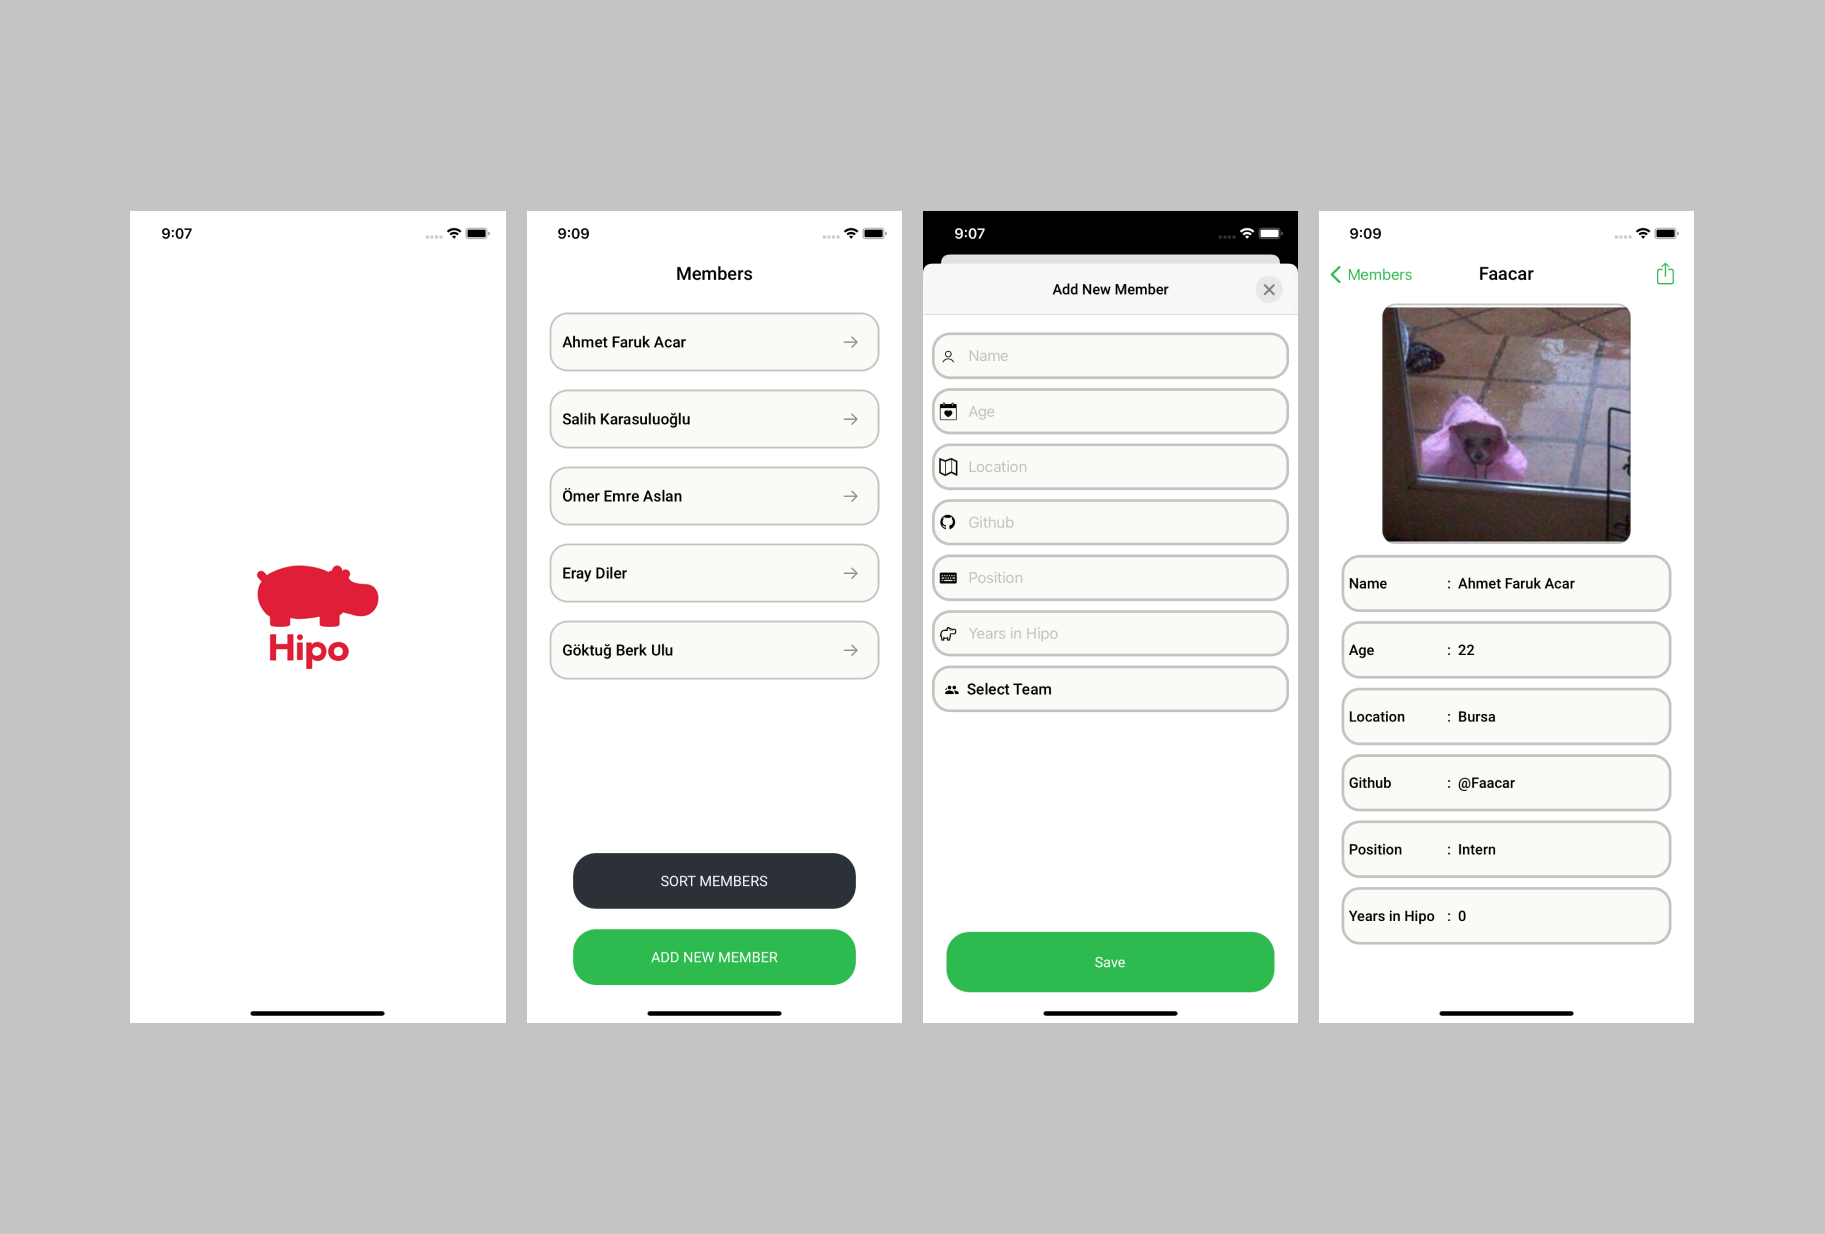 9:07
Hipo
9:09
Members
Ahmet Faruk Acar
Salih Karasuluoğlu
Ömer Emre Aslan
Eray Diler
Göktuğ Berk Ulu
SORT MEMBERS
ADD NEW MEMBER
9:07
Add New Member
Name
Age
Location
Github
Position
Years in Hipo
Select Team
Save
9:09
Members Faacar
Name : Ahmet Faruk Acar
Age : 22
Location : Bursa
Github : @Faacar
Position : Intern
Years in Hipo : 0